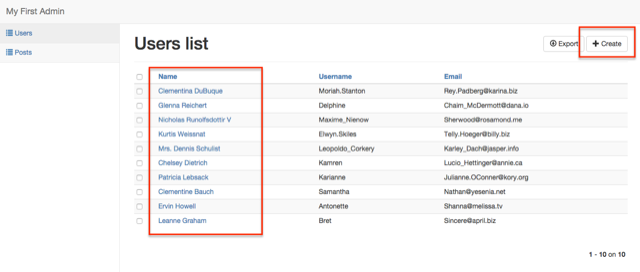 My First Admin
Users
Posts
Users list
Export
Create
Name Username Email
Clementina DuBuque Moriah.Stanton Rey.Padberg@karina.biz
Glenna Reichert Delphine Chaim_McDermott@dana.io
Nicholas Runolfsdottir V Maxime_Nienow Sherwood@rosamond.me
Kurtis Weissnat Elwyn.Skiles Telly.Hoeger@billy.biz
Mrs. Dennis Schulist Leopoldo_Corkery Karley_Dach@jasper.info
Chelsey Dietrich Kamren Lucio_Hettinger@annie.ca
Patricia Lebsack Karianne Julianne.OConner@kory.org
Clementine Bauch Samantha Nathan@yesenia.net
Ervin Howell Antonette Shanna@melissa.tv
Leanne Graham Bret Sincere@april.biz
1 - 10 on 10